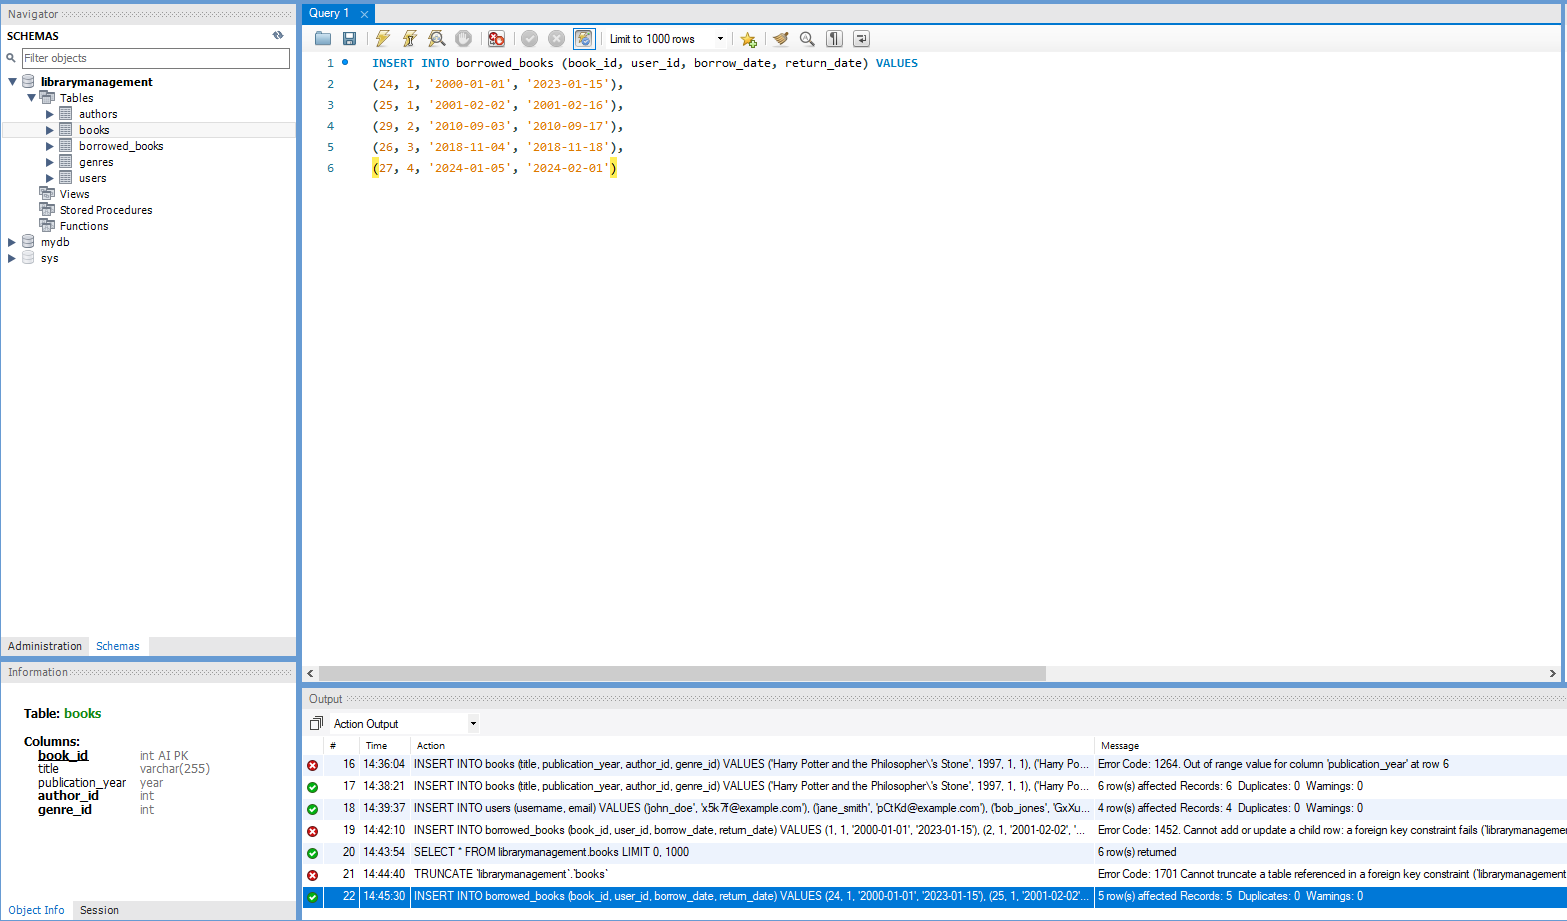 Navigator
SCHEMAS
Filter objects
librarymanagement
Tables
authors
books
borrowed_books
genres
users
Views
Stored Procedures
Functions
mydb
sys
Administration Schemas
Information
Table: books
Columns:
book_id int AI PK
title varchar(255)
publication_year year
author_id int
genre_id int
Object Info Session
Query 1
Limit to 1000 rows
1 INSERT INTO borrowed_books (book_id, user_id, borrow_date, return_date) VALUES
2 (24, 1, '2000-01-01', '2023-01-15'),
3 (25, 1, '2001-02-02', '2001-02-16'),
4 (29, 2, '2010-09-03', '2010-09-17'),
5 (26, 3, '2018-11-04', '2018-11-18'),
6 (27, 4, '2024-01-05', '2024-02-01')
Output
Action Output
# Time Action Message
16 14:36:04 INSERT INTO books (title, publication_year, author_id, genre_id) VALUES ('Harry Potter and the Philosopher\'s Stone', 1997, 1, 1), ('Harry Po... Error Code: 1264. Out of range value for column 'publication_year' at row 6
17 14:38:21 INSERT INTO books (title, publication_year, author_id, genre_id) VALUES ('Harry Potter and the Philosopher\'s Stone', 1997, 1, 1), ('Harry Po... 6 row(s) affected Records: 6 Duplicates: 0 Warnings: 0
18 14:39:37 INSERT INTO users (username, email) VALUES ('john_doe', 'x5k7f@example.com'), ('jane_smith', 'pCtKd@example.com'), ('bob_jones', 'GxXu... 4 row(s) affected Records: 4 Duplicates: 0 Warnings: 0
19 14:42:10 INSERT INTO borrowed_books (book_id, user_id, borrow_date, return_date) VALUES (1, 1, '2000-01-01', '2023-01-15'), (2, 1, '2001-02-02', '... Error Code: 1452. Cannot add or update a child row: a foreign key constraint fails (`librarymanageme
20 14:43:54 SELECT * FROM librarymanagement.books LIMIT 0, 1000 6 row(s) returned
21 14:44:40 TRUNCATE `librarymanagement`.`books` Error Code: 1701 Cannot truncate a table referenced in a foreign key constraint (`librarymanagemen
22 14:45:30 INSERT INTO borrowed_books (book_id, user_id, borrow_date, return_date) VALUES (24, 1, '2000-01-01', '2023-01-15'), (25, 1, '2001-02-02'... 5 row(s) affected Records: 5 Duplicates: 0 Warnings: 0